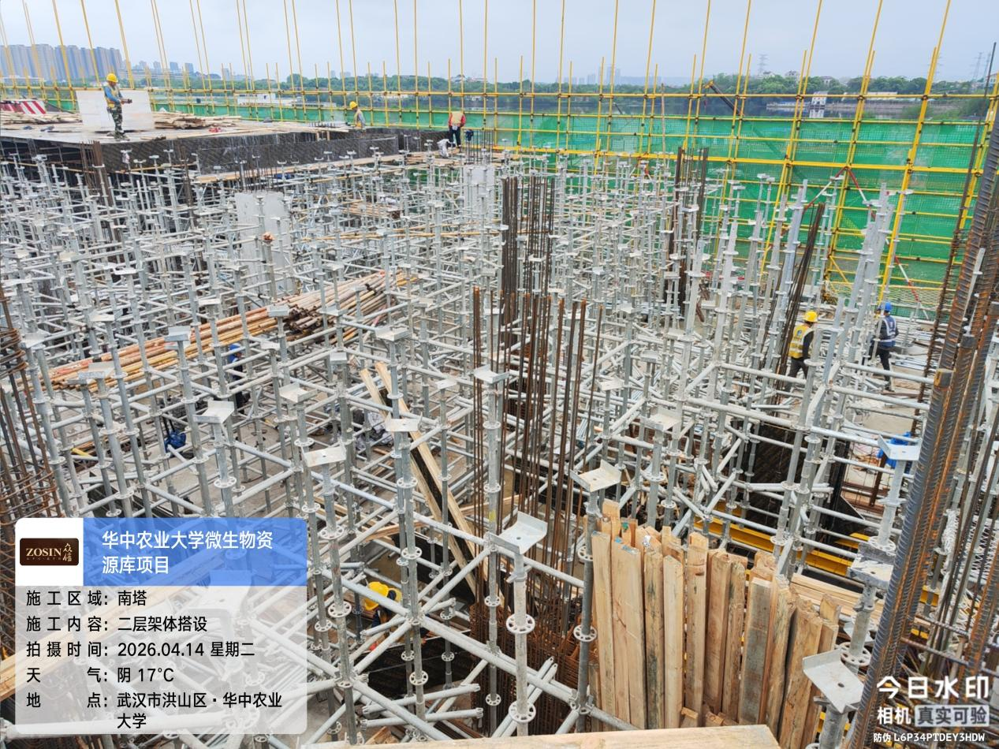 ZOSIN 众信
华中农业大学微生物资
源库项目
施工区域：南塔
施工内容：二层架体搭设
拍摄时间：2026.04.14 星期二
天气：阴 17°C
地点：武汉市洪山区·华中农业
大学
今日水印
相机 真实可验
防伪 L6P34PTDEY3HDW